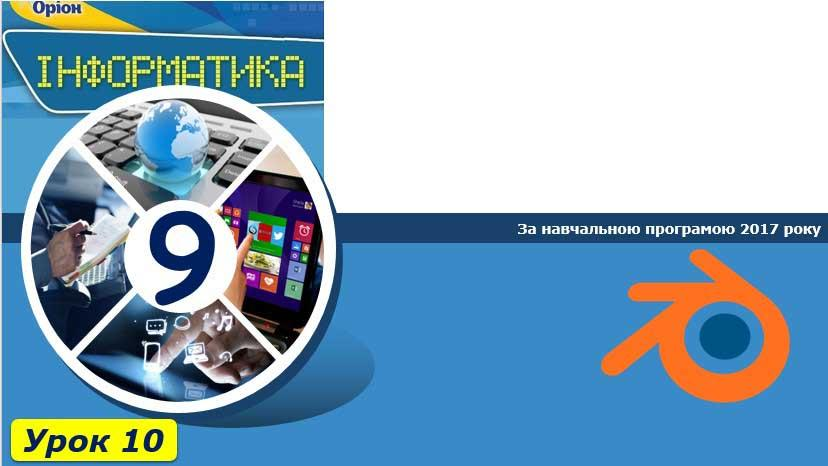 Оріон
ІНФОРМАТИКА
9
За навчальною програмою 2017 року
Урок 10